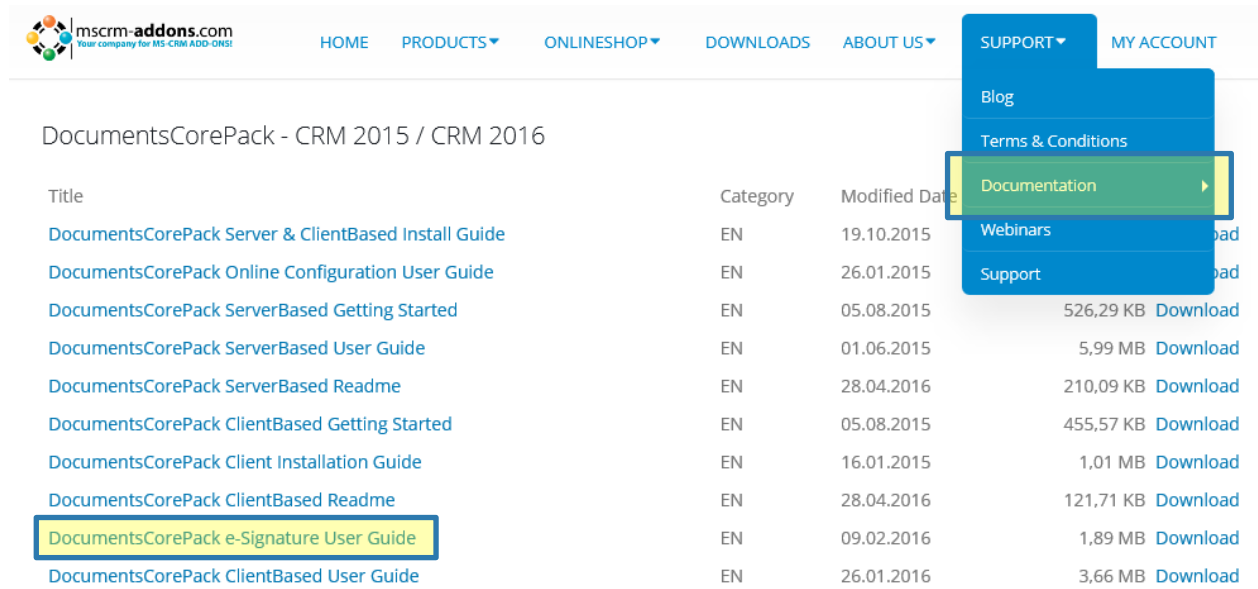 mscrm-addons.com
Your company for MS-CRM ADD-ONS!
HOME PRODUCTS ONLINESHOP DOWNLOADS ABOUT US SUPPORT MY ACCOUNT
Blog
Terms & Conditions
Documentation
Webinars
Support
DocumentsCorePack - CRM 2015 / CRM 2016
Title Category Modified Date
DocumentsCorePack Server & ClientBased Install Guide EN 19.10.2015
DocumentsCorePack Online Configuration User Guide EN 26.01.2015
DocumentsCorePack ServerBased Getting Started EN 05.08.2015 526,29 KB Download
DocumentsCorePack ServerBased User Guide EN 01.06.2015 5,99 MB Download
DocumentsCorePack ServerBased Readme EN 28.04.2016 210,09 KB Download
DocumentsCorePack ClientBased Getting Started EN 05.08.2015 455,57 KB Download
DocumentsCorePack Client Installation Guide EN 16.01.2015 1,01 MB Download
DocumentsCorePack ClientBased Readme EN 28.04.2016 121,71 KB Download
DocumentsCorePack e-Signature User Guide EN 09.02.2016 1,89 MB Download
DocumentsCorePack ClientBased User Guide EN 26.01.2016 3,66 MB Download